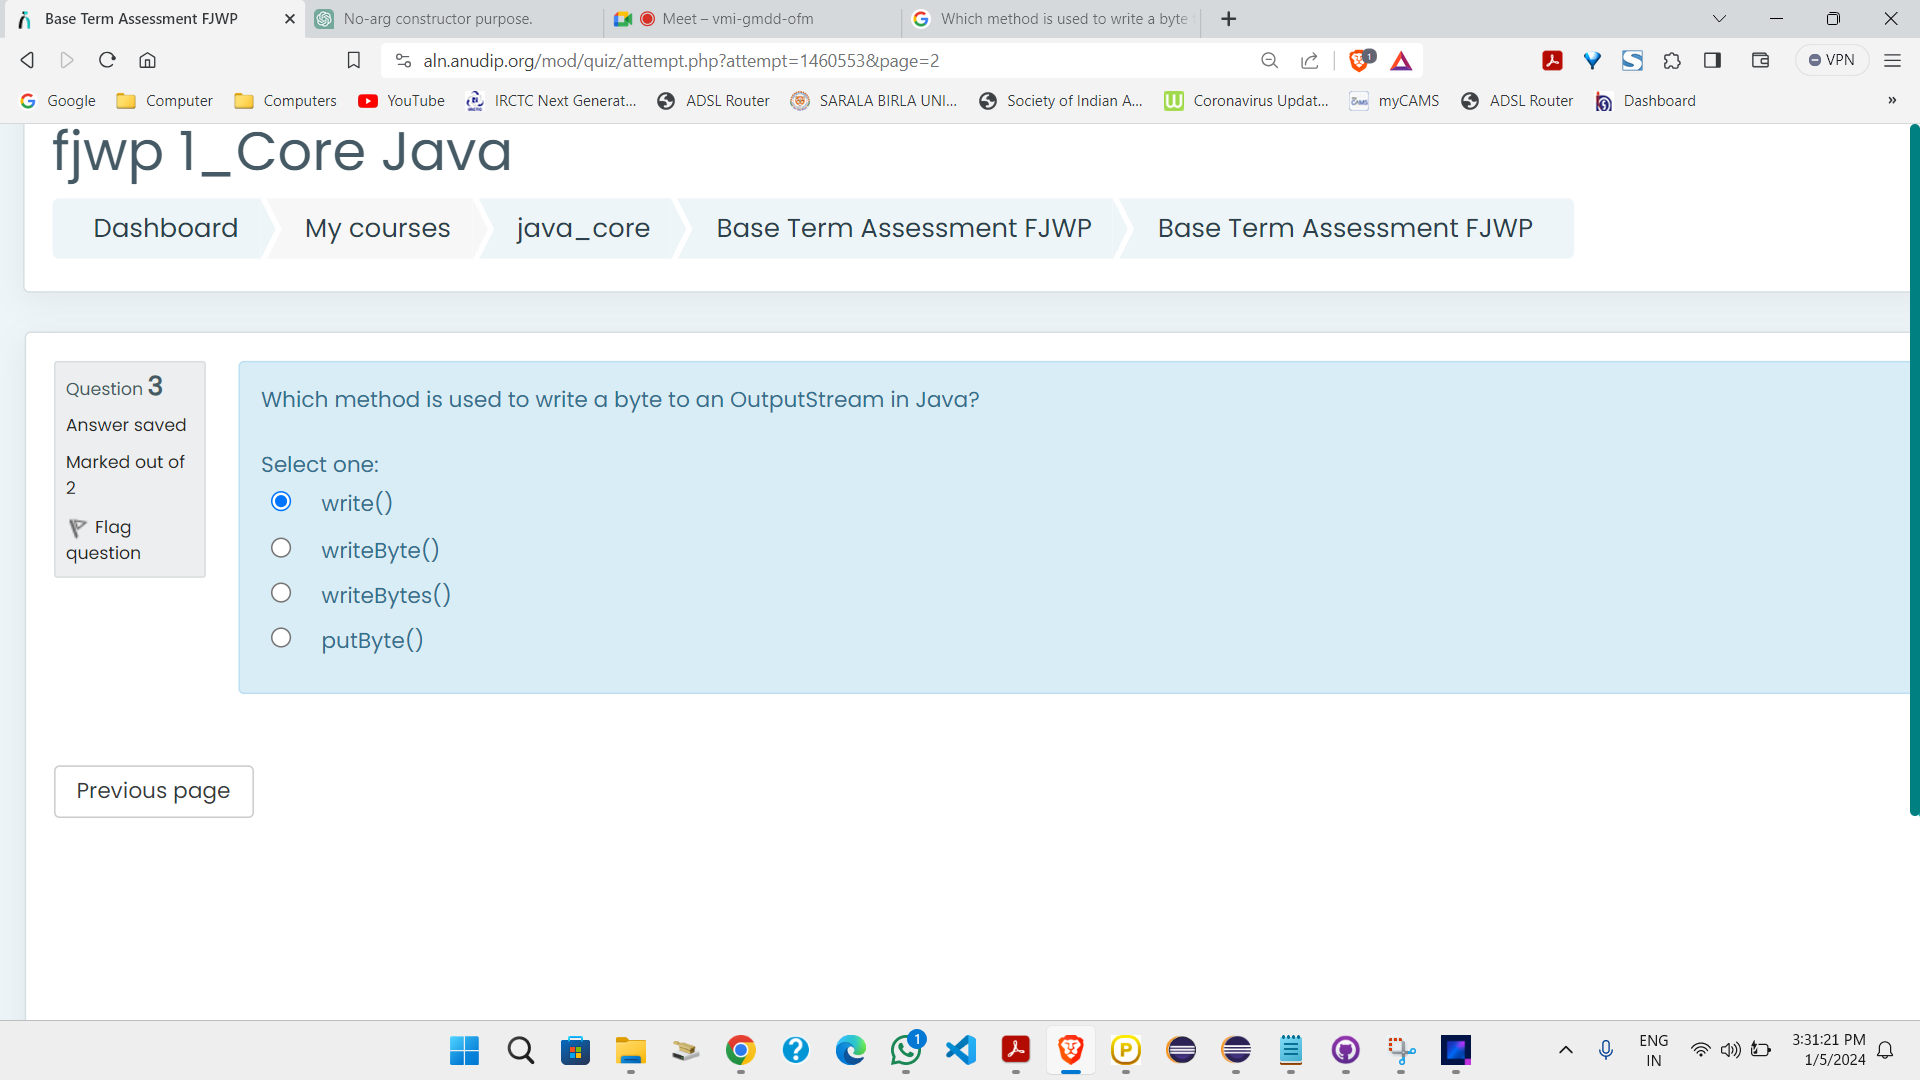 Base Term Assessment FJWP
No-arg constructor purpose.
Meet – vmi-gmdd-ofm
Which method is used to write a byte
aln.anudip.org/mod/quiz/attempt.php?attempt=1460553&page=2
1
VPN
Google
Computer
Computers
YouTube
IRCTC Next Generat...
ADSL Router
SARALA BIRLA UNI...
Society of Indian A...
Coronavirus Updat...
myCAMS
ADSL Router
Dashboard
»
fjwp 1_Core Java
Dashboard
My courses
java_core
Base Term Assessment FJWP
Base Term Assessment FJWP
Question 3
Answer saved
Marked out of
2
Flag
question
Which method is used to write a byte to an OutputStream in Java?
Select one:
write()
writeByte()
writeBytes()
putByte()
Previous page
1
ENG
IN
3:31:21 PM
1/5/2024